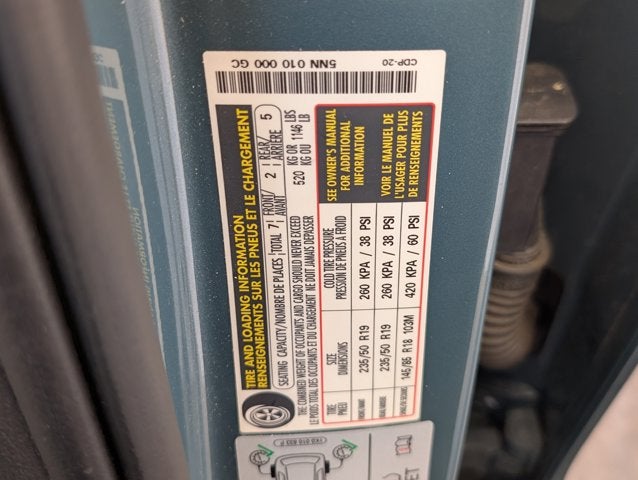 5NN 010 000 GC
CDP-20
TIRE AND LOADING INFORMATION
RENSEIGNEMENTS SUR LES PNEUS ET LE CHARGEMENT
SEATING CAPACITY/NOMBRE DE PLACES TOTAL 7 FRONT/AVANT 2 REAR/ARRIÈRE 5
THE COMBINED WEIGHT OF OCCUPANTS AND CARGO SHOULD NEVER EXCEED 520 KG OR 1146 LBS
LE POIDS TOTAL DES OCCUPANTS ET DU CHARGEMENT NE DOIT JAMAIS DÉPASSER 520 KG OU 1146 LB
TIRE SIZE COLD TIRE PRESSURE
PNEU DIMENSIONS PRESSION DE PNEUS À FROID
235/50 R19 260 KPA / 38 PSI
235/50 R19 260 KPA / 38 PSI
145/85 R18 103M 420 KPA / 60 PSI
SEE OWNER'S MANUAL
FOR ADDITIONAL
INFORMATION
VOIR LE MANUEL DE
L'USAGER POUR PLUS
DE RENSEIGNEMENTS